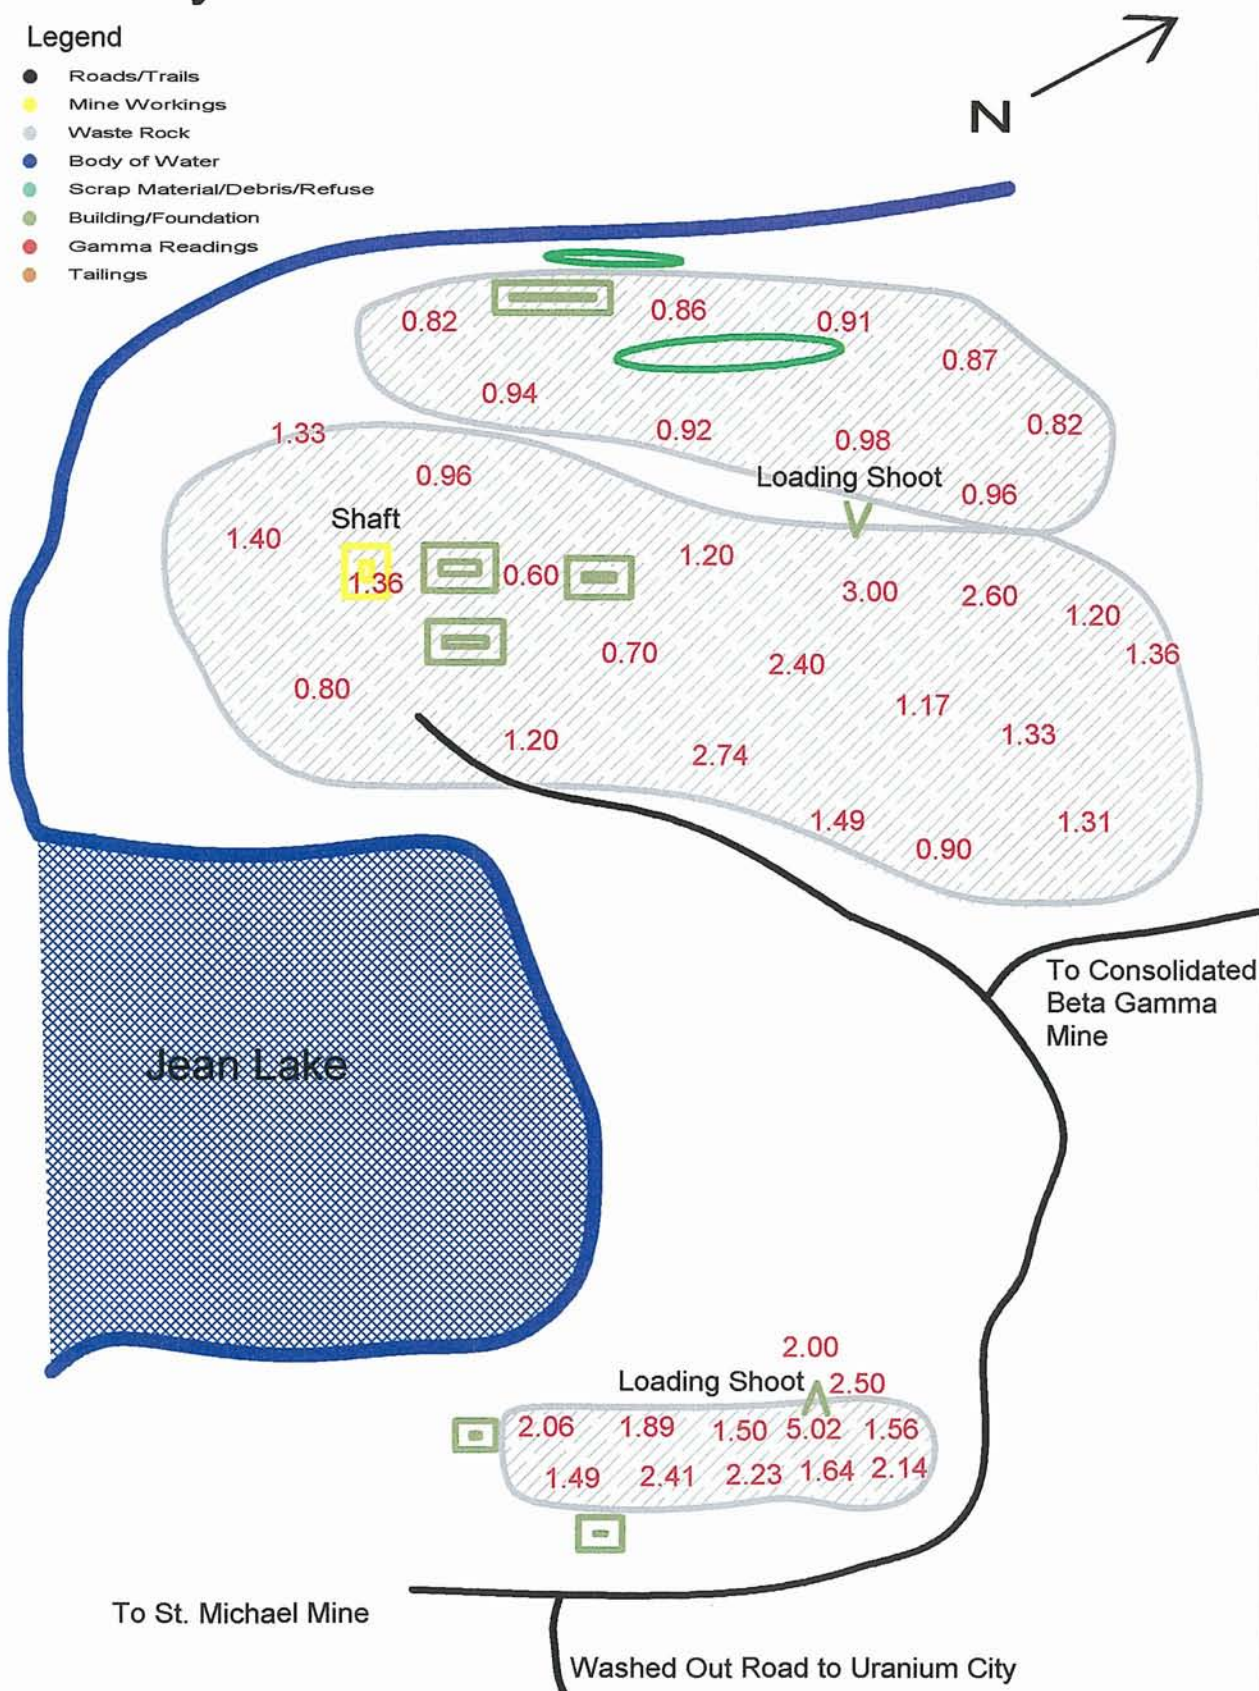 Legend
Roads/Trails
Mine Workings
Waste Rock
Body of Water
Scrap Material/Debris/Refuse
Building/Foundation
Gamma Readings
Tailings
N
0.82
0.86
0.91
0.87
0.94
0.92
0.98
0.82
1.33
0.96
Loading Shoot
0.96
Shaft
1.40
1.36
0.60
1.20
3.00
2.60
1.20
0.70
2.40
1.36
0.80
1.17
1.33
1.20
2.74
1.49
1.31
0.90
To Consolidated
Beta Gamma
Mine
Jean Lake
2.00
Loading Shoot
2.50
2.06 1.89 1.50 5.02 1.56
1.49 2.41 2.23 1.64 2.14
To St. Michael Mine
Washed Out Road to Uranium City